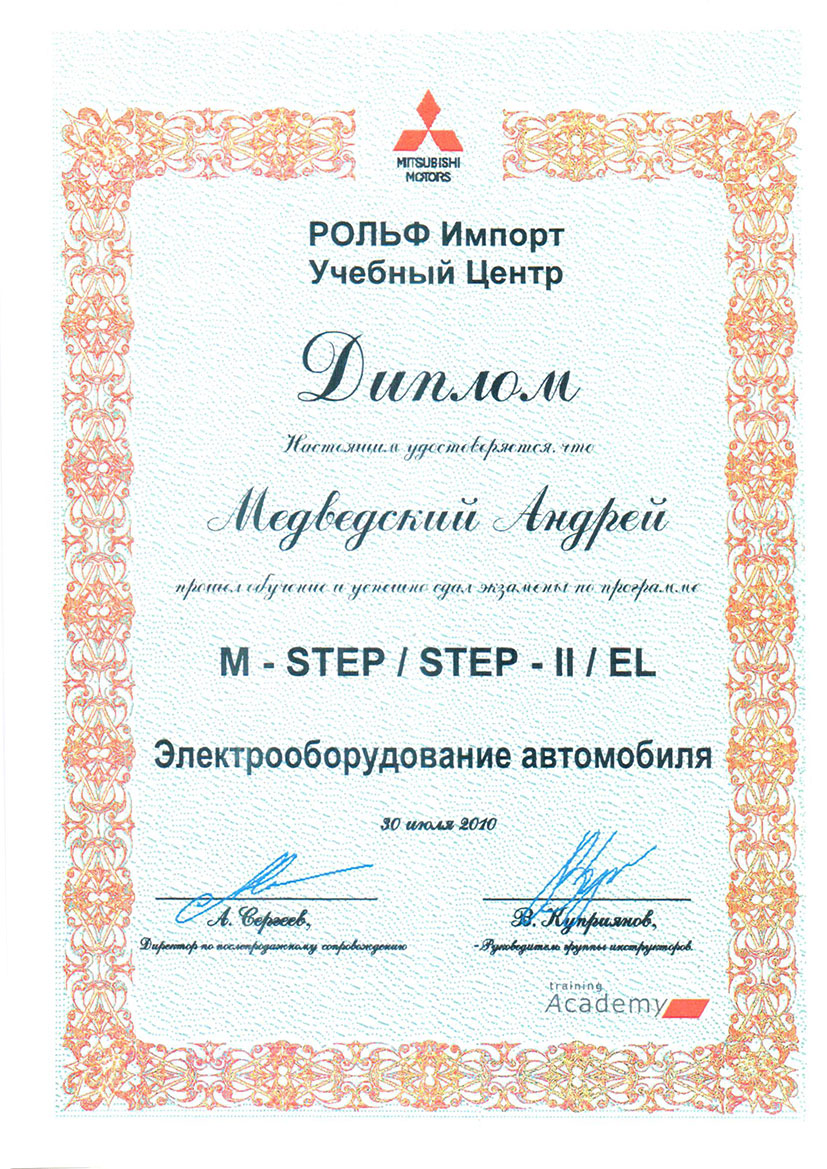 MITSUBISHI
MOTORS
РОЛЬФ Импорт
Учебный Центр
Диплом
Настоящим удостоверяется, что
Медведский Андрей
прошел обучение и успешно сдал экзамены по программе
M - STEP / STEP - II / EL
Электрооборудование автомобиля
30 июля 2010
А. Сергеев,
Директор по послепродажному сопровождению
В. Куприянов,
Руководитель группы инструкторов.
training
Academy